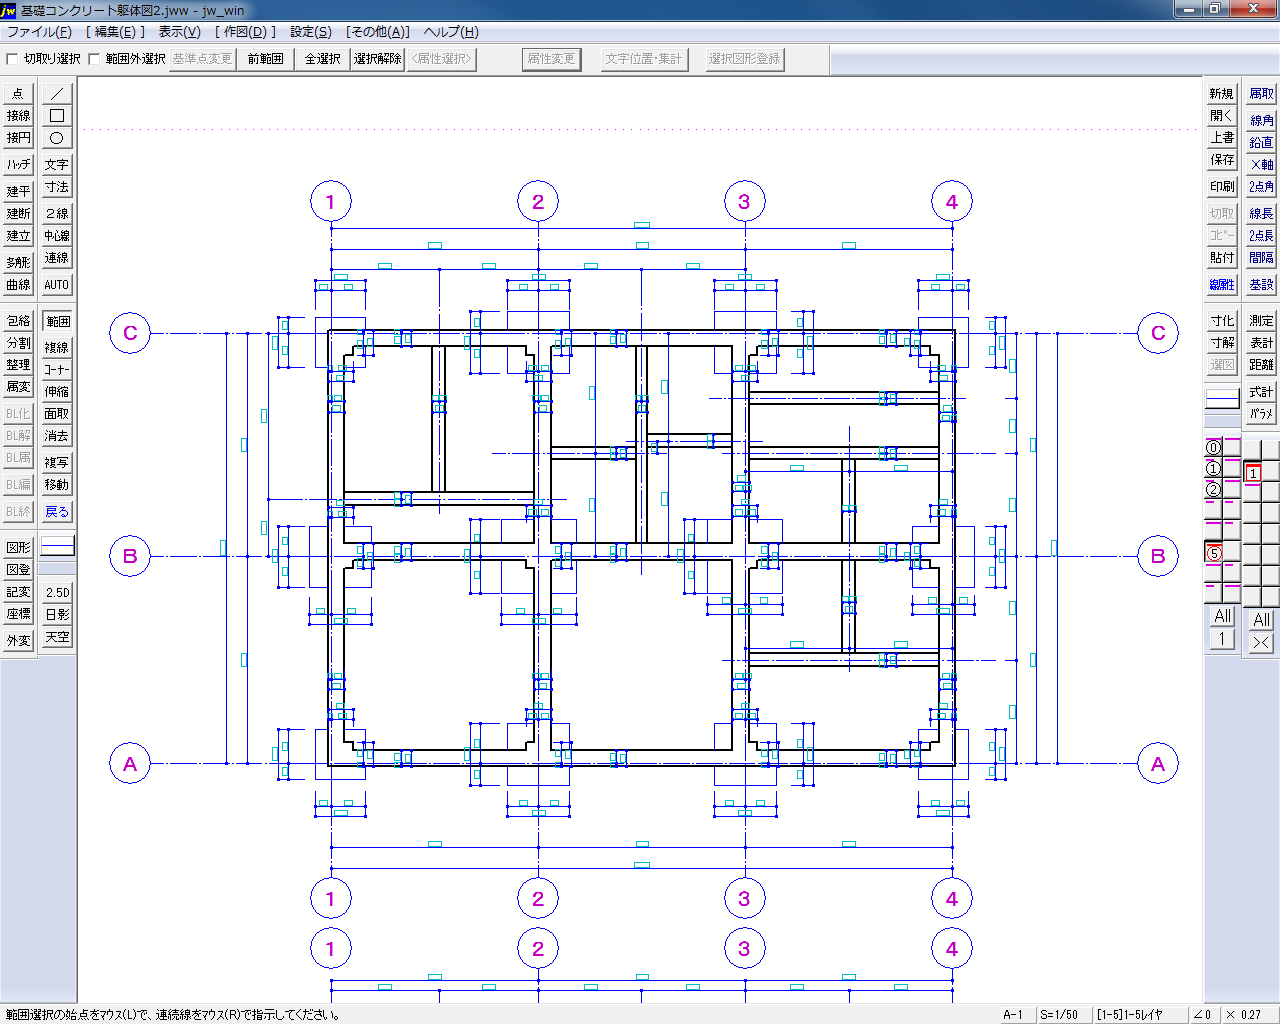 基礎コンクリート躯体図2.jww - jw_win
ファイル(F) [ 編集(E) ] 表示(V) [ 作図(D) ] 設定(S) [その他(A)] ヘルプ(H)
切取り選択 範囲外選択 基準点変更 前範囲 全選択 選択解除 <属性選択> 属性変更 文字位置・集計 選択図形登録
点 ／
接線 □
接円 ○
ハッチ 文字
寸法
建平
建断 2線
建立 中心線
連線
多角形
曲線 AUTO
包絡 範囲
分割 複線
整理 コーナー
属変 伸縮
BL化 面取
BL解 消去
BL属 複写
BL編 移動
BL終 戻る
図形
図登
記変 2.5D
座標 日影
外変 天空
新規 属取
開く 線角
上書 鉛直
保存 X軸
印刷 2点角
切取 線長
コピー 2点長
貼付 間隔
線属性 基設
寸化 測定
寸解 表計
選図 距離
式計
パラメ
0
1 1
2
5
All All
1 ×
1 2 3 4
C C
B B
A A
1 2 3 4
1 2 3 4
範囲選択の始点をマウス(L)で、連続線をマウス(R)で指示してください。 A-1 S=1/50 [1-5]1-5レイヤ ∠0 × 0.27